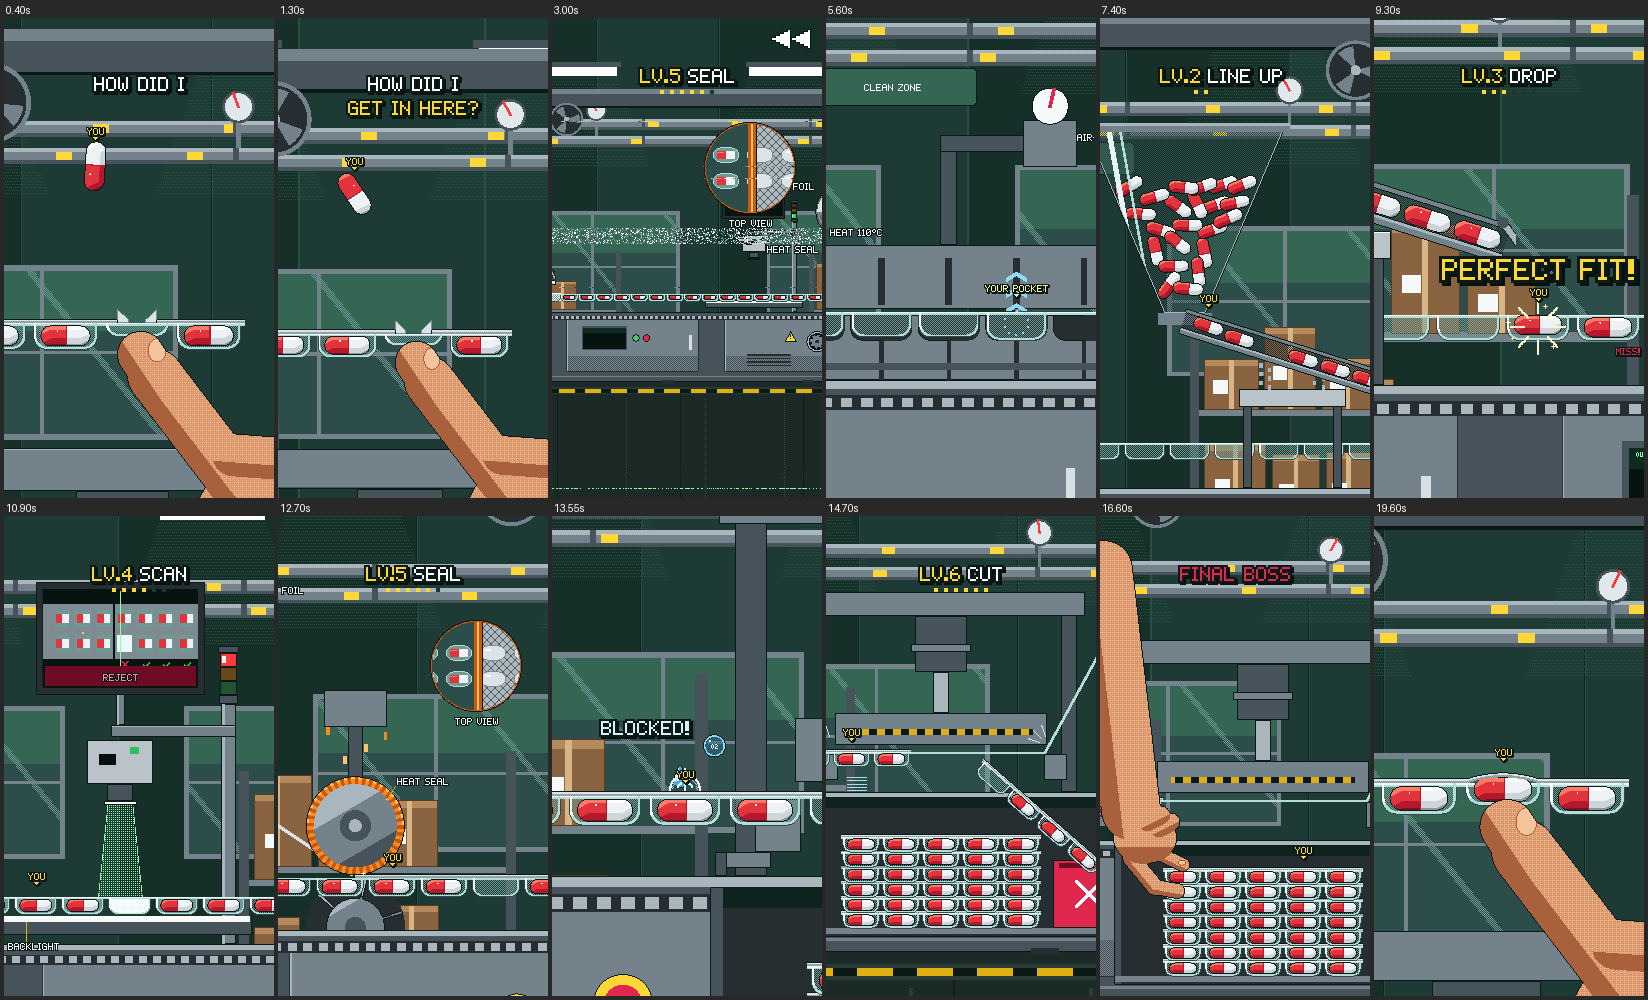 0.40s
HOW DID I
YOU
1.30s
HOW DID I
GET IN HERE?
YOU
3.00s
LV.5 SEAL
FOIL
TOP VIEW
HEAT SEAL
5.60s
CLEAN ZONE
AIR
HEAT 110°C
YOUR POCKET
7.40s
LV.2 LINE UP
YOU
9.30s
LV.3 DROP
PERFECT FIT!
YOU
MISS!
10.90s
LV.4 SCAN
REJECT
YOU
BACKLIGHT
12.70s
LV.5 SEAL
FOIL
TOP VIEW
HEAT SEAL
YOU
13.55s
BLOCKED!
O2
YOU
14.70s
LV.6 CUT
YOU
16.60s
FINAL BOSS
YOU
19.60s
YOU